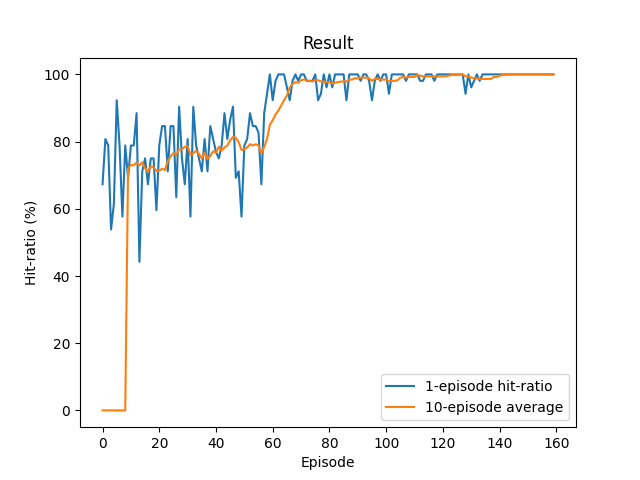 Result
Hit-ratio (%)
100
80
60
40
20
0
0 20 40 60 80 100 120 140 160
Episode
1-episode hit-ratio
10-episode average